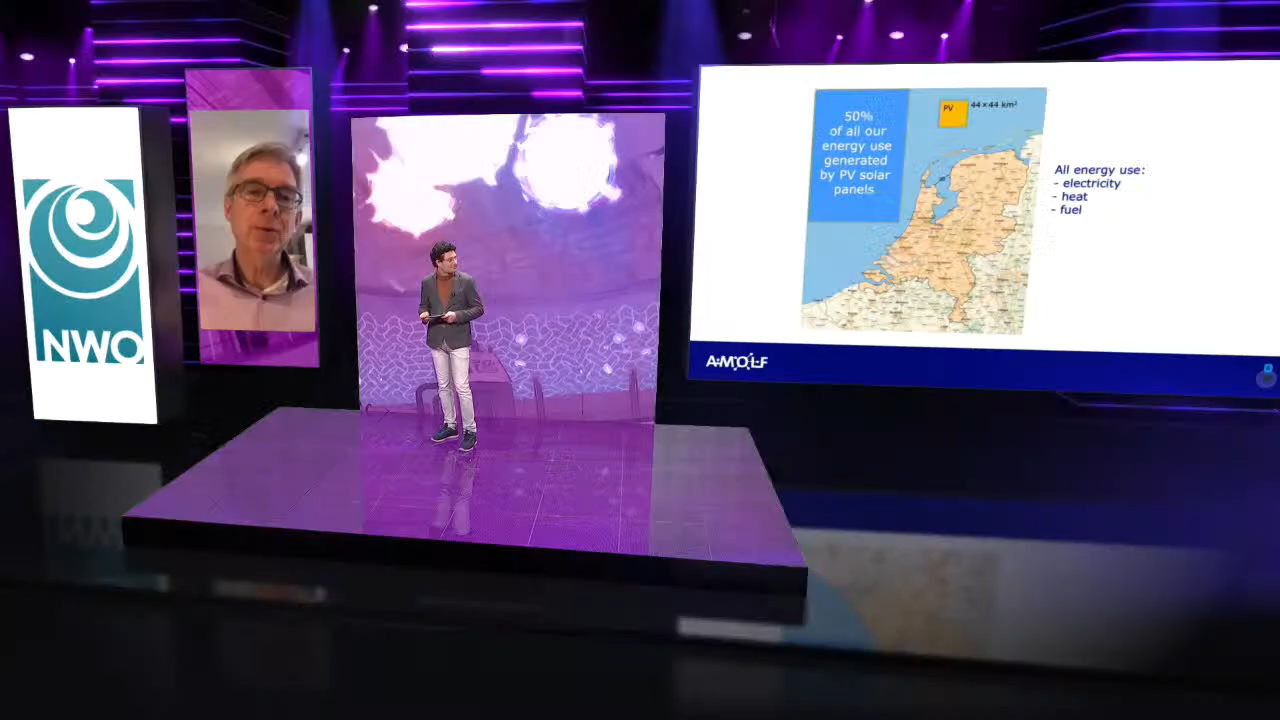 NWO
50%
of all our
energy use
generated
by PV solar
panels
PV
44×44 km²
All energy use:
- electricity
- heat
- fuel
AMOLF